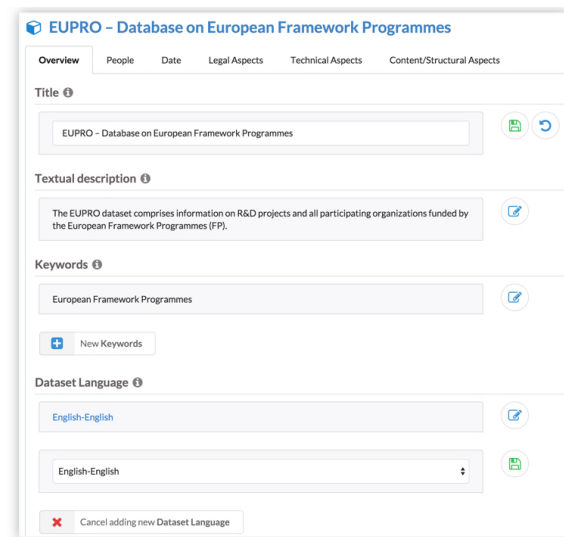 EUPRO – Database on European Framework Programmes
Overview People Date Legal Aspects Technical Aspects Content/Structural Aspects
Title
EUPRO – Database on European Framework Programmes
Textual description
The EUPRO dataset comprises information on R&D projects and all participating organizations funded by
the European Framework Programmes (FP).
Keywords
European Framework Programmes
New Keywords
Dataset Language
English-English
English-English
Cancel adding new Dataset Language